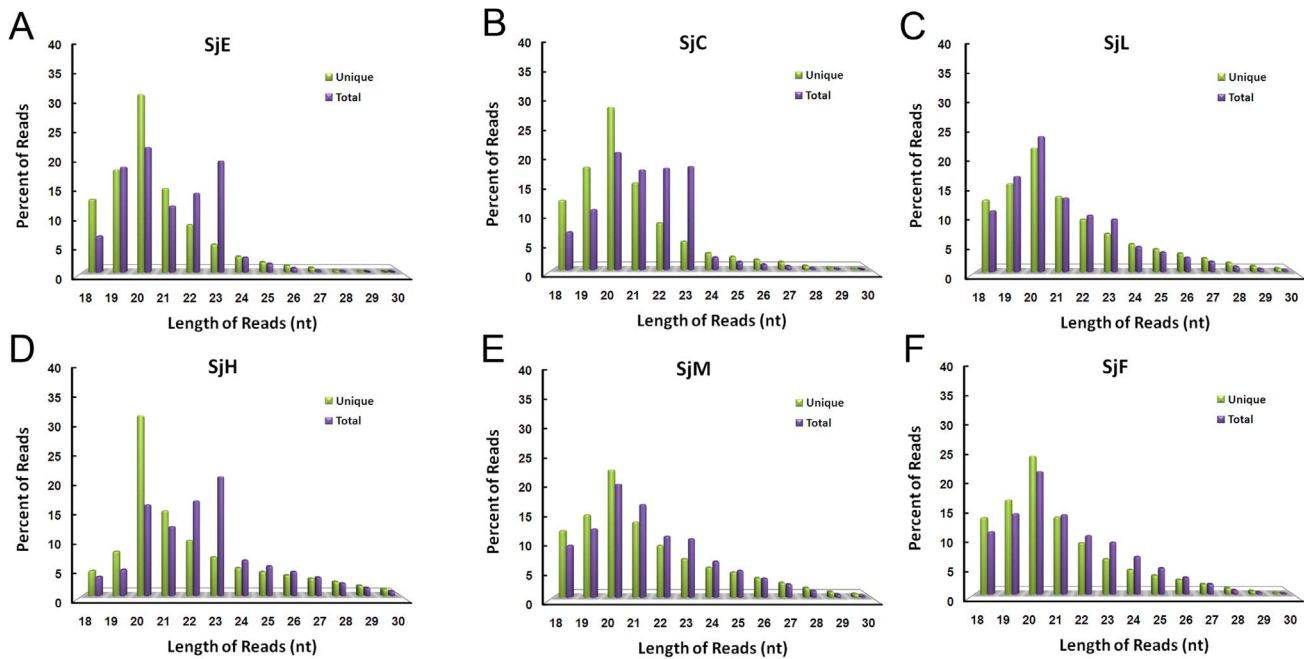 A
SjE
40
35
30
25
20
15
10
5
0
Percent of Reads
Unique
Total
18 19 20 21 22 23 24 25 26 27 28 29 30
Length of Reads (nt)
B
SjC
40
35
30
25
20
15
10
5
0
Percent of Reads
Unique
Total
18 19 20 21 22 23 24 25 26 27 28 29 30
Length of Reads (nt)
C
SjL
40
35
30
25
20
15
10
5
0
Percent of Reads
Unique
Total
18 19 20 21 22 23 24 25 26 27 28 29 30
Length of Reads (nt)
D
SjH
40
35
30
25
20
15
10
5
0
Percent of Reads
Unique
Total
18 19 20 21 22 23 24 25 26 27 28 29 30
Length of Reads (nt)
E
SjM
40
35
30
25
20
15
10
5
0
Percent of Reads
Unique
Total
18 19 20 21 22 23 24 25 26 27 28 29 30
Length of Reads (nt)
F
SjF
40
35
30
25
20
15
10
5
0
Percent of Reads
Unique
Total
18 19 20 21 22 23 24 25 26 27 28 29 30
Length of Reads (nt)